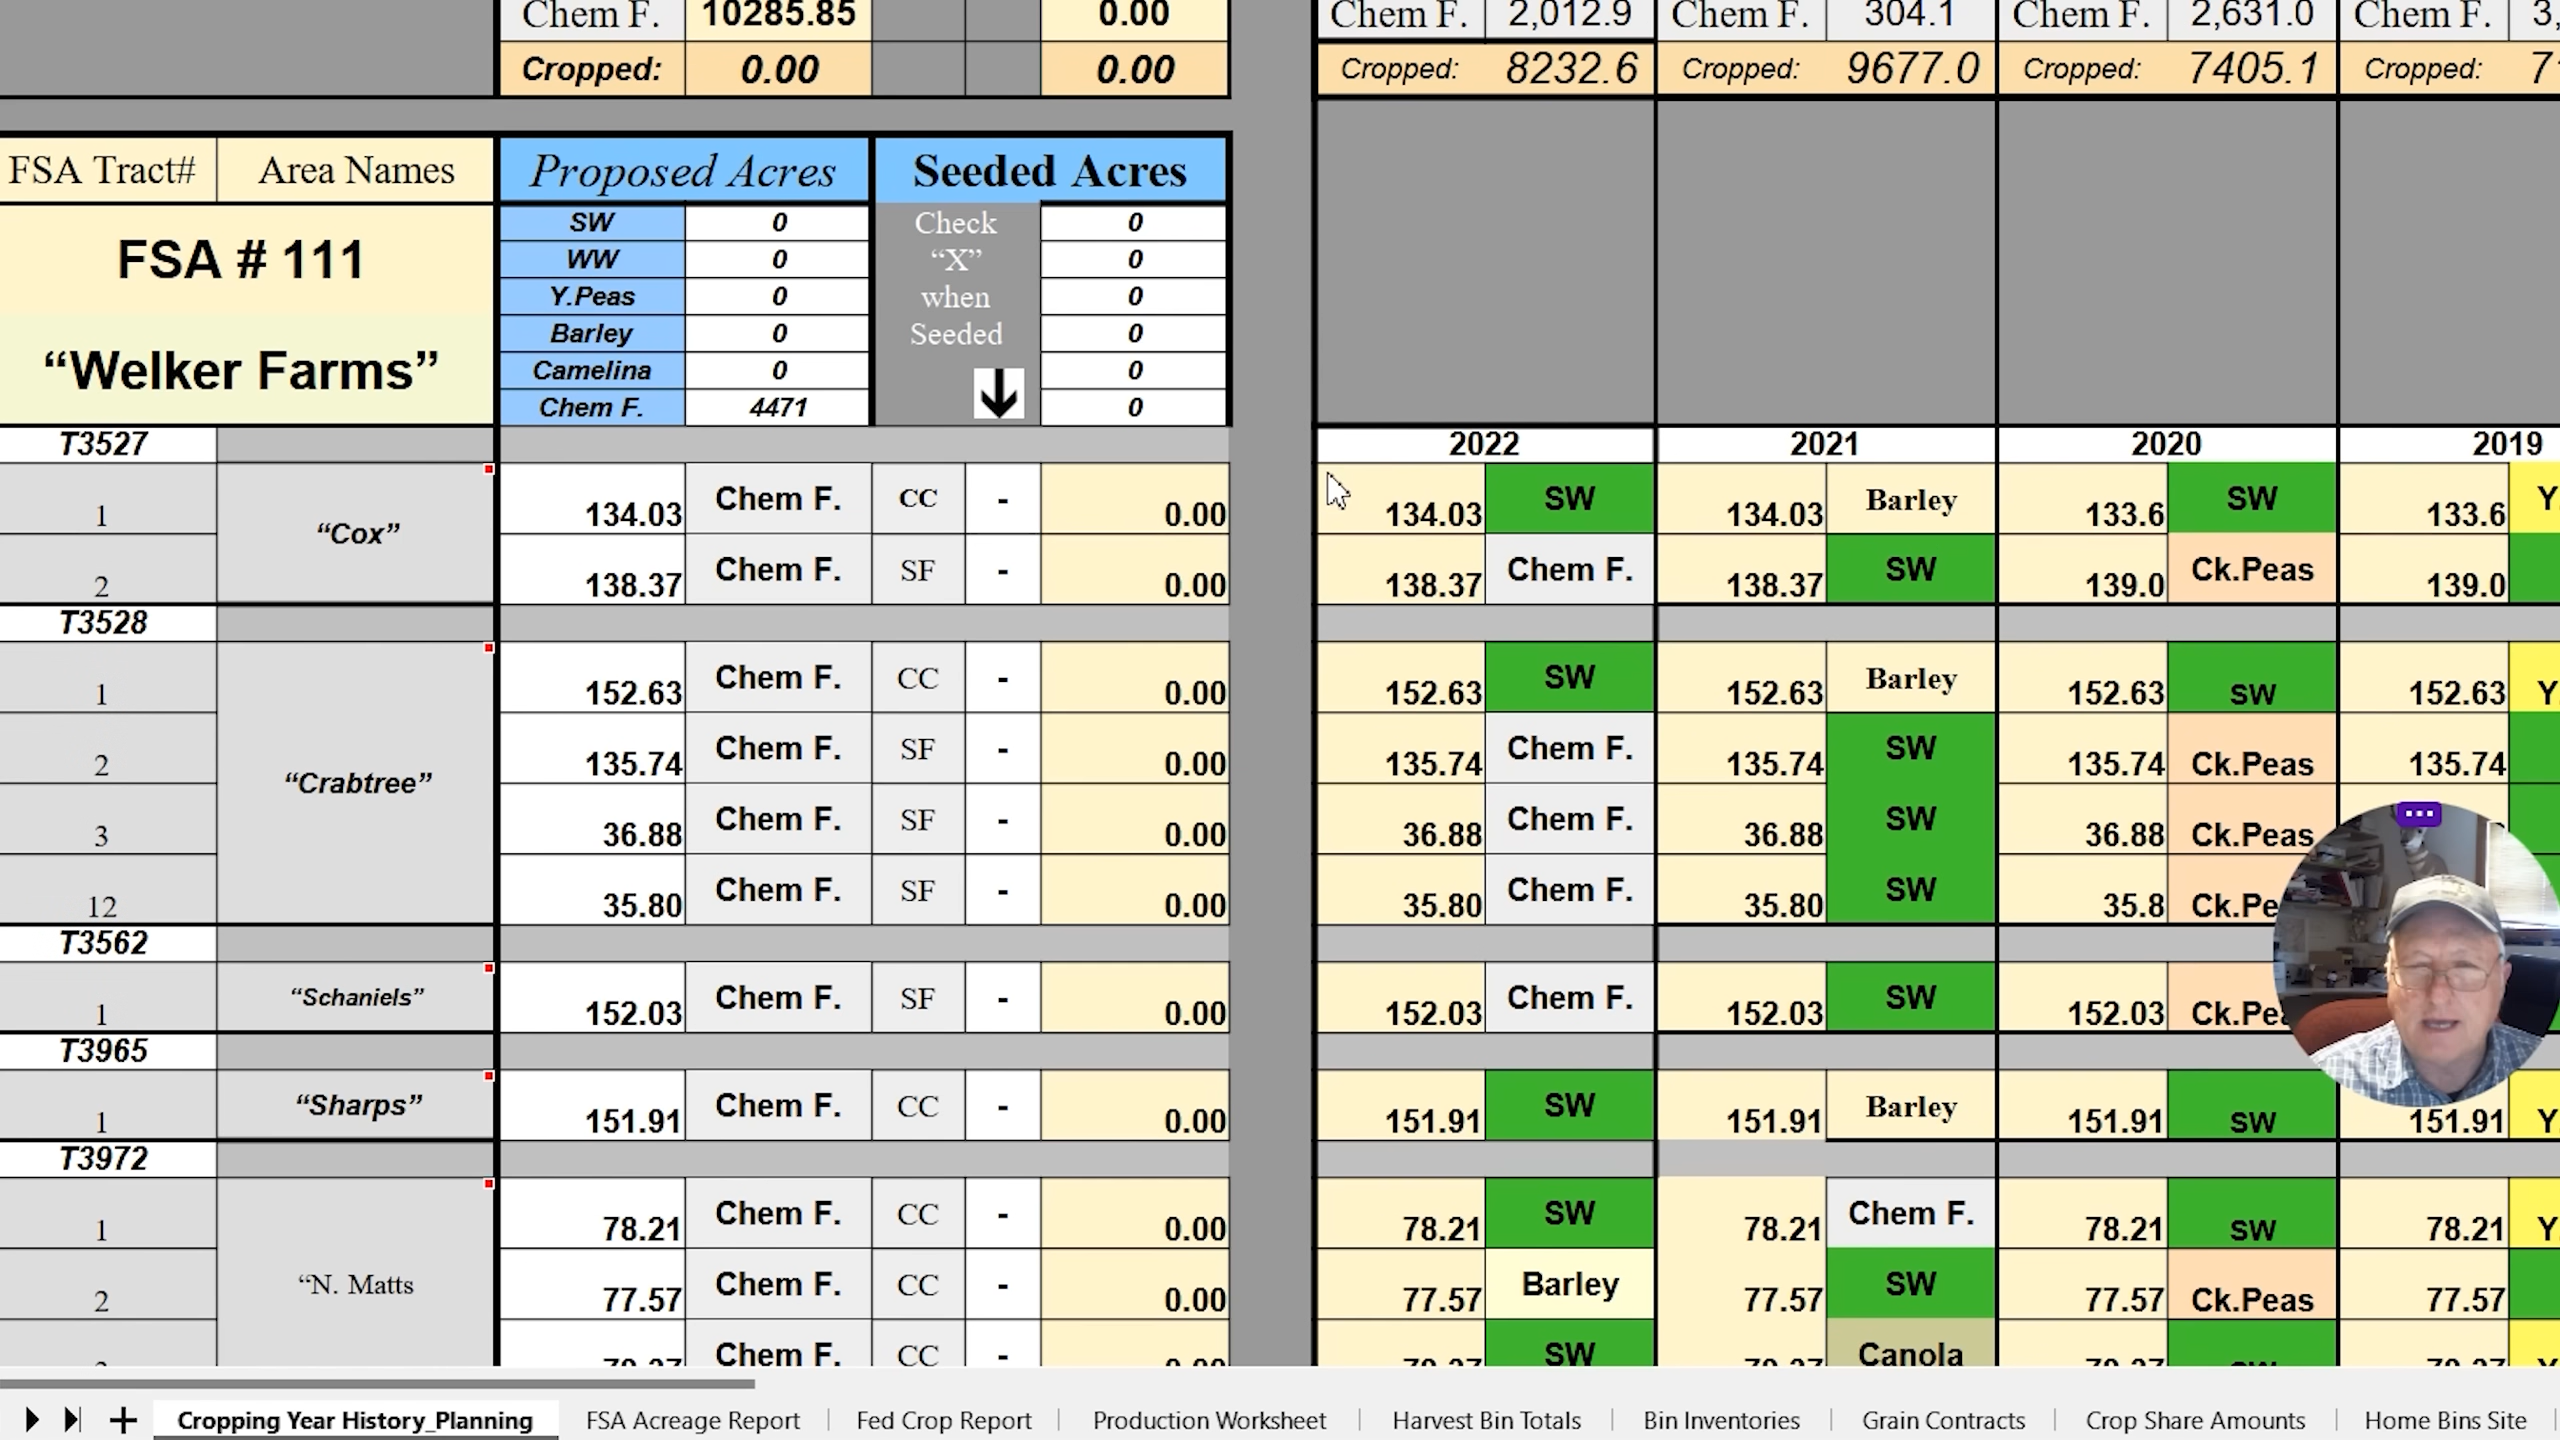 Chem F. 10285.85 0.00 Chem F. 2,012.9 Chem F. 304.1 Chem F. 2,631.0 Chem F. 3,
Cropped: 0.00 0.00 Cropped: 8232.6 Cropped: 9677.0 Cropped: 7405.1 Cropped:
FSA Tract# Area Names Proposed Acres Seeded Acres
SW 0 Check 0
FSA # 111 WW 0 “X” 0
Y.Peas 0 when 0
Barley 0 Seeded 0
“Welker Farms” Camelina 0 0
Chem F. 4471 0
T3527 2022 2021 2020 2019
1 “Cox” 134.03 Chem F. CC - 0.00 134.03 SW 134.03 Barley 133.6 SW 133.6 Y.
2 138.37 Chem F. SF - 0.00 138.37 Chem F. 138.37 SW 139.0 Ck.Peas 139.0
T3528
1 “Crabtree” 152.63 Chem F. CC - 0.00 152.63 SW 152.63 Barley 152.63 SW 152.63 Y.
2 135.74 Chem F. SF - 0.00 135.74 Chem F. 135.74 SW 135.74 Ck.Peas 135.74
3 36.88 Chem F. SF - 0.00 36.88 Chem F. 36.88 SW 36.88 Ck.Peas
12 35.80 Chem F. SF - 0.00 35.80 Chem F. 35.80 SW 35.8 Ck.Pe
T3562
1 “Schaniels” 152.03 Chem F. SF - 0.00 152.03 Chem F. 152.03 SW 152.03 Ck.Pe
T3965
1 “Sharps” 151.91 Chem F. CC - 0.00 151.91 SW 151.91 Barley 151.91 SW 151.91 Y.
T3972
1 “N. Matts 78.21 Chem F. CC - 0.00 78.21 SW 78.21 Chem F. 78.21 SW 78.21 Y.
2 77.57 Chem F. CC - 0.00 77.57 Barley 77.57 SW 77.57 Ck.Peas 77.57
Chem F. CC SW Canola
Cropping Year History_Planning FSA Acreage Report Fed Crop Report Production Worksheet Harvest Bin Totals Bin Inventories Grain Contracts Crop Share Amounts Home Bins Site